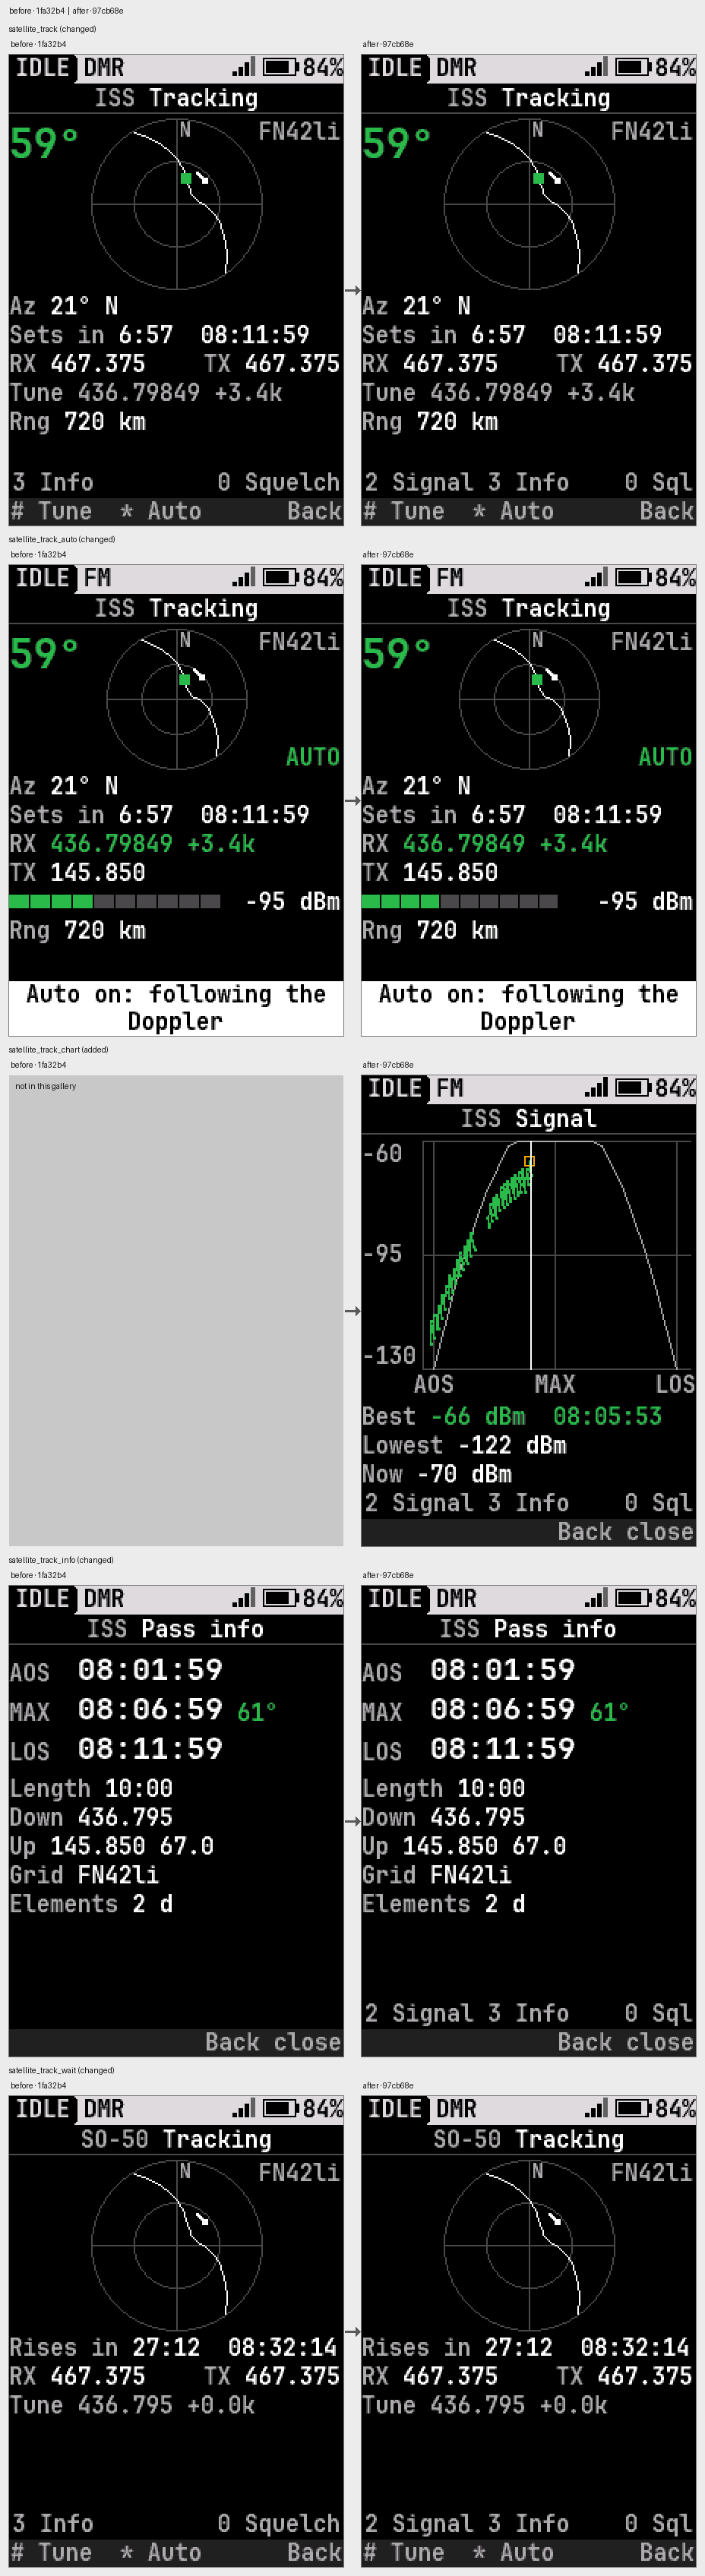 before · 1fa32b4 | after · 97cb68e
satellite_track (changed)
before · 1fa32b4
IDLE DMR 84%
ISS Tracking
59° N FN42li
Az 21° N
Sets in 6:57 08:11:59
RX 467.375 TX 467.375
Tune 436.79849 +3.4k
Rng 720 km
3 Info 0 Squelch
# Tune * Auto Back
→
after · 97cb68e
IDLE DMR 84%
ISS Tracking
59° N FN42li
Az 21° N
Sets in 6:57 08:11:59
RX 467.375 TX 467.375
Tune 436.79849 +3.4k
Rng 720 km
2 Signal 3 Info 0 Sql
# Tune * Auto Back
satellite_track_auto (changed)
before · 1fa32b4
IDLE FM 84%
ISS Tracking
59° N FN42li
AUTO
Az 21° N
Sets in 6:57 08:11:59
RX 436.79849 +3.4k
TX 145.850
-95 dBm
Rng 720 km
Auto on: following the
Doppler
→
after · 97cb68e
IDLE FM 84%
ISS Tracking
59° N FN42li
AUTO
Az 21° N
Sets in 6:57 08:11:59
RX 436.79849 +3.4k
TX 145.850
-95 dBm
Rng 720 km
Auto on: following the
Doppler
satellite_track_chart (added)
before · 1fa32b4
not in this gallery
→
after · 97cb68e
IDLE FM 84%
ISS Signal
-60
-95
-130
AOS MAX LOS
Best -66 dBm 08:05:53
Lowest -122 dBm
Now -70 dBm
2 Signal 3 Info 0 Sql
Back close
satellite_track_info (changed)
before · 1fa32b4
IDLE DMR 84%
ISS Pass info
AOS 08:01:59
MAX 08:06:59 61°
LOS 08:11:59
Length 10:00
Down 436.795
Up 145.850 67.0
Grid FN42li
Elements 2 d
Back close
→
after · 97cb68e
IDLE DMR 84%
ISS Pass info
AOS 08:01:59
MAX 08:06:59 61°
LOS 08:11:59
Length 10:00
Down 436.795
Up 145.850 67.0
Grid FN42li
Elements 2 d
2 Signal 3 Info 0 Sql
Back close
satellite_track_wait (changed)
before · 1fa32b4
IDLE DMR 84%
SO-50 Tracking
N FN42li
Rises in 27:12 08:32:14
RX 467.375 TX 467.375
Tune 436.795 +0.0k
3 Info 0 Squelch
# Tune * Auto Back
→
after · 97cb68e
IDLE DMR 84%
SO-50 Tracking
N FN42li
Rises in 27:12 08:32:14
RX 467.375 TX 467.375
Tune 436.795 +0.0k
2 Signal 3 Info 0 Sql
# Tune * Auto Back